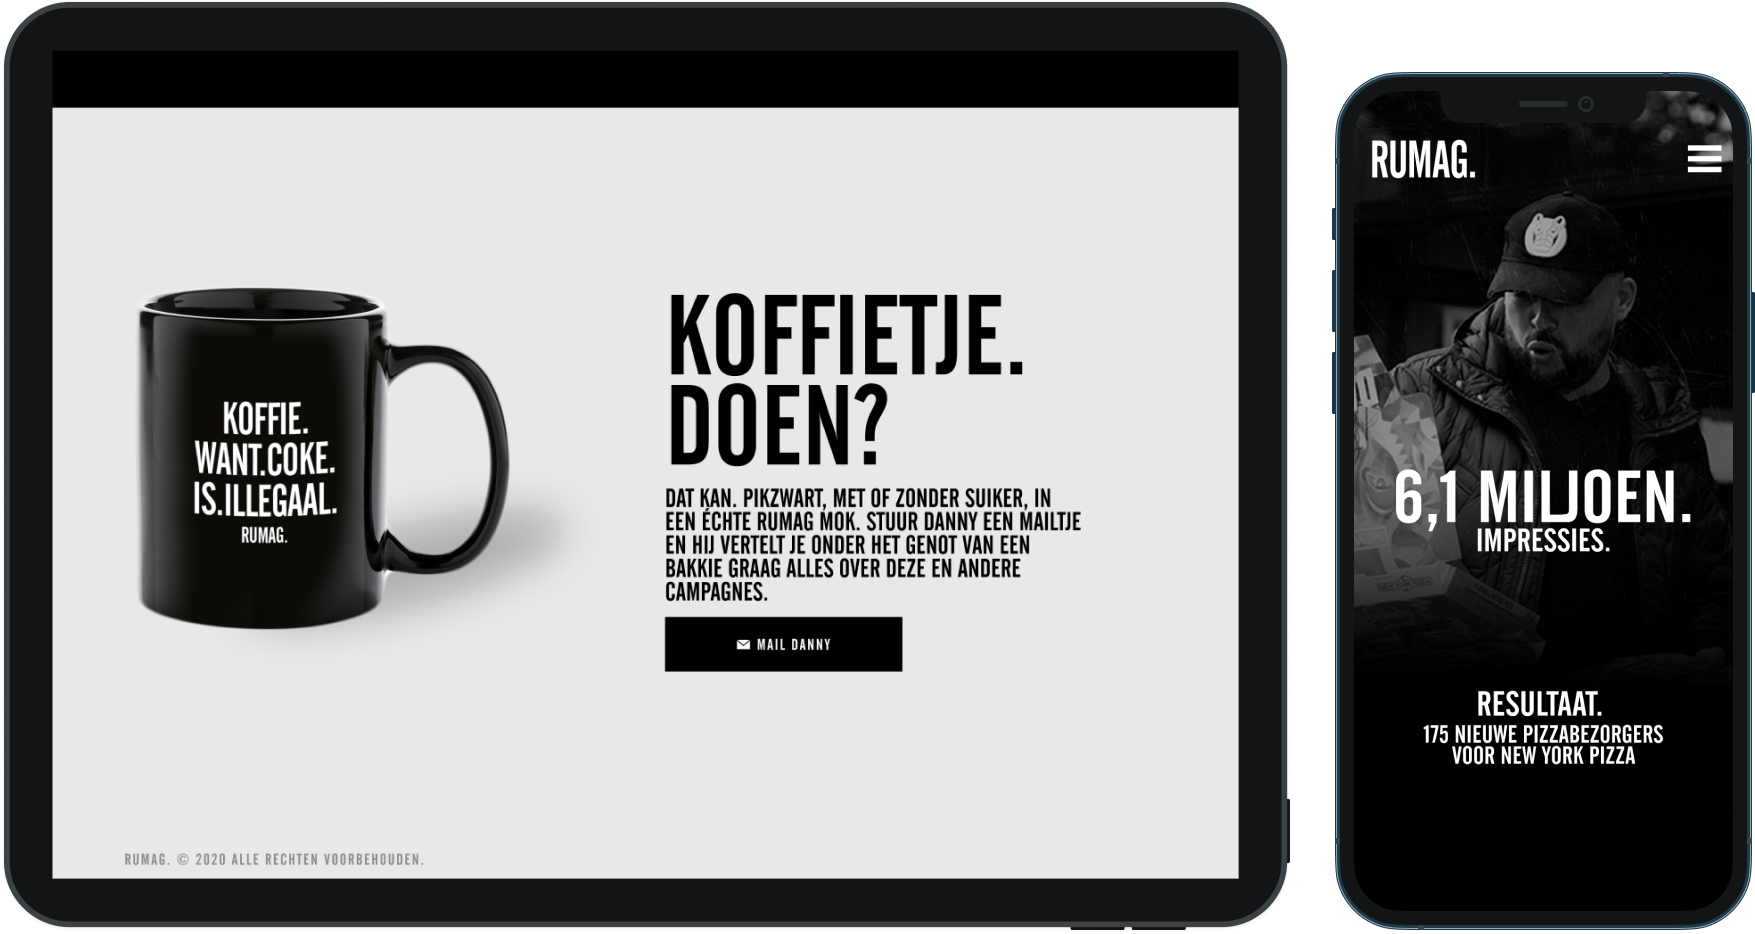 KOFFIE.
WANT.COKE.
IS.ILLEGAAL.
RUMAG.
KOFFIETJE.
DOEN?
DAT KAN. PIKZWART, MET OF ZONDER SUIKER, IN
EEN ÉCHTE RUMAG MOK. STUUR DANNY EEN MAILTJE
EN HIJ VERTELT JE ONDER HET GENOT VAN EEN
BAKKIE GRAAG ALLES OVER DEZE EN ANDERE
CAMPAGNES.
MAIL DANNY
RUMAG. © 2020 ALLE RECHTEN VOORBEHOUDEN.
RUMAG.
6,1 MILJOEN.
IMPRESSIES.
RESULTAAT.
175 NIEUWE PIZZABEZORGERS
VOOR NEW YORK PIZZA